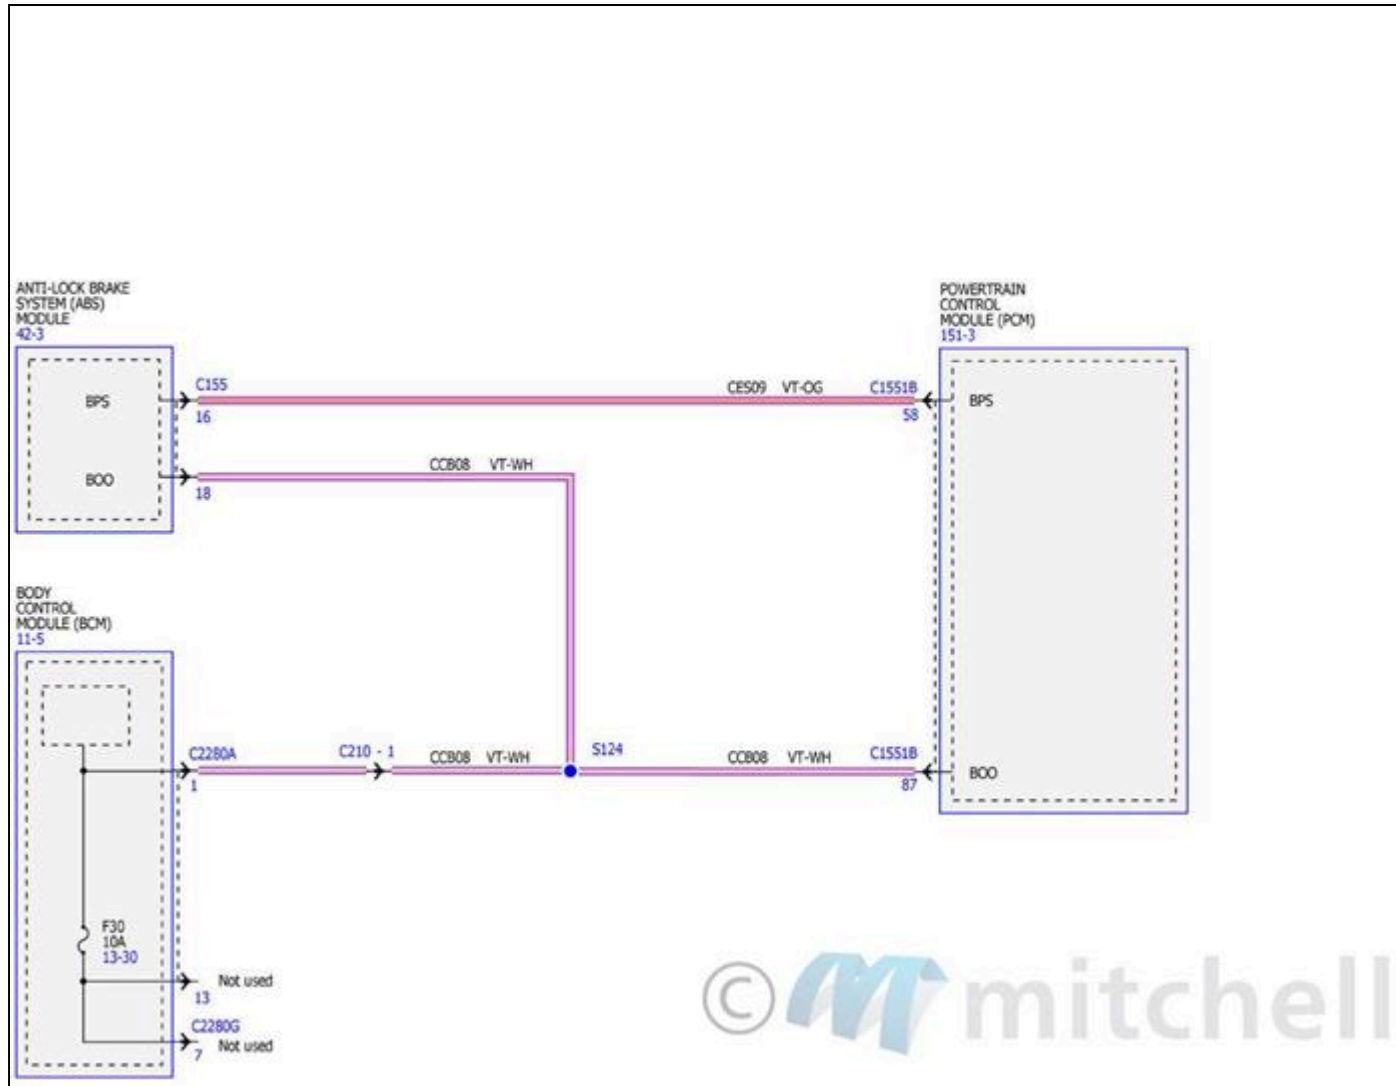 ANTI-LOCK BRAKE
SYSTEM (ABS)
MODULE
42-3
POWERTRAIN
CONTROL
MODULE (PCM)
151-3
BPS
C155
16
CES09 VT-OG
C1551B
58
BPS
BOO
18
CCB08 VT-WH
BODY
CONTROL
MODULE (BCM)
11-5
C2280A
1
C210 - 1
CCB08 VT-WH
S124
CCB08 VT-WH
C1551B
87
BOO
F30
10A
13-30
13
Not used
C2280G
7
Not used
© mitchell